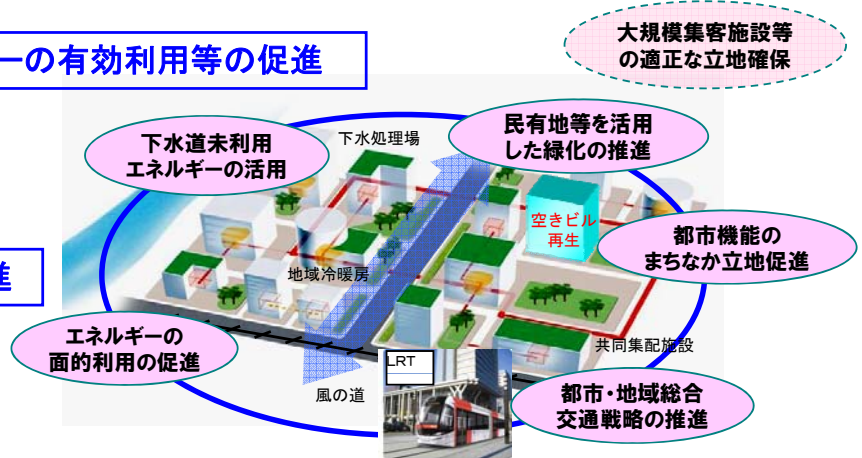 ーの有効利用等の促進
大規模集客施設等
の適正な立地確保
下水道未利用
エネルギーの活用
下水処理場
民有地等を活用
した緑化の推進
空きビル
再生
都市機能の
まちなか立地促進
地域冷暖房
進
エネルギーの
面的利用の促進
共同集配施設
LRT
風の道
都市・地域総合
交通戦略の推進